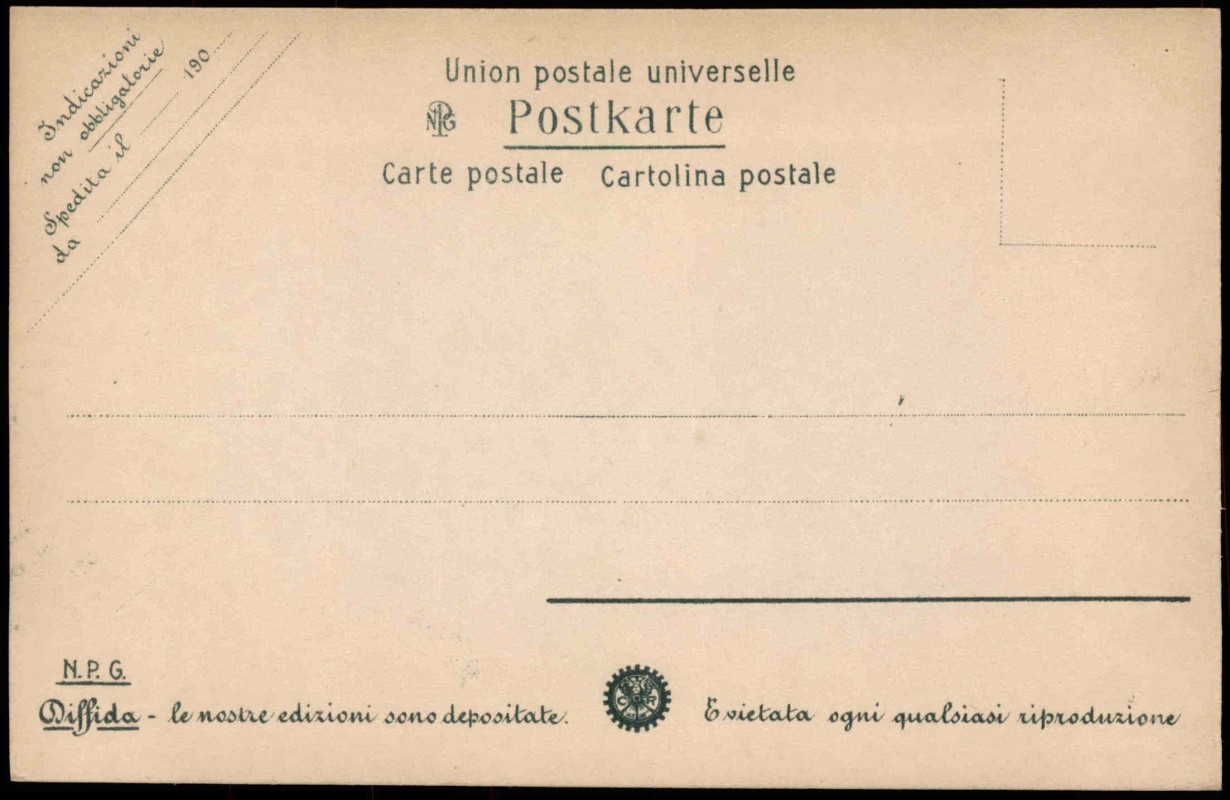 Indicazioni
non obbligatorie
Spedita il 190
da
Union postale universelle
NPG Postkarte
Carte postale Cartolina postale
N.P.G.
Diffida - le nostre edizioni sono depositate. E vietata ogni qualsiasi riproduzione